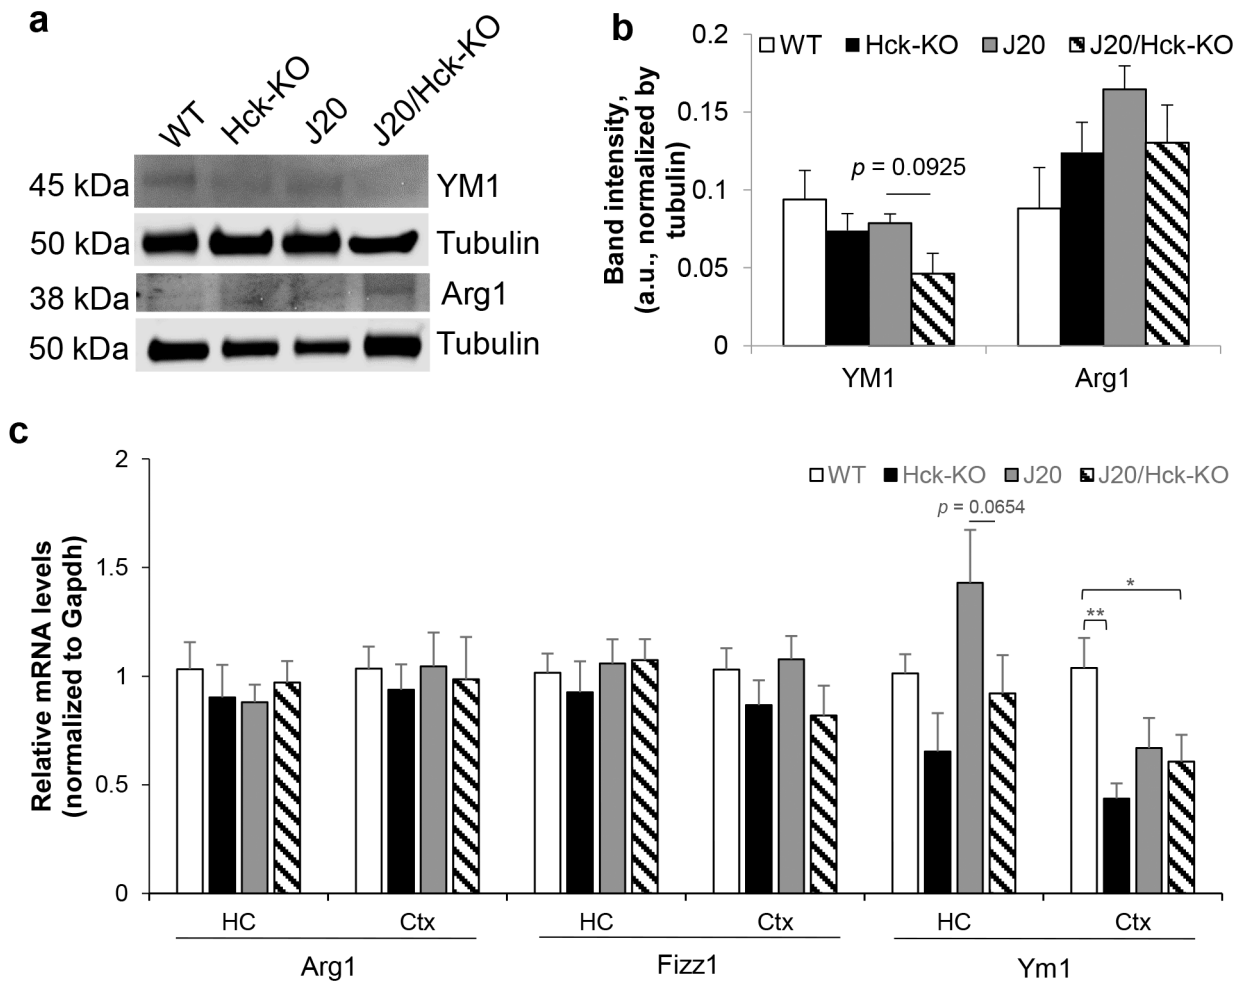 a
WT
Hck-KO
J20
J20/Hck-KO
45 kDa
YM1
50 kDa
Tubulin
38 kDa
Arg1
50 kDa
Tubulin
b
Band intensity,
(a.u., normalized by
tubulin)
0.2
0.15
0.1
0.05
0
WT Hck-KO J20 J20/Hck-KO
p = 0.0925
YM1 Arg1
c
Relative mRNA levels
(normalized to Gapdh)
2
1.5
1
0.5
0
WT Hck-KO J20 J20/Hck-KO
p = 0.0654
*
**
HC Ctx HC Ctx HC Ctx
Arg1 Fizz1 Ym1